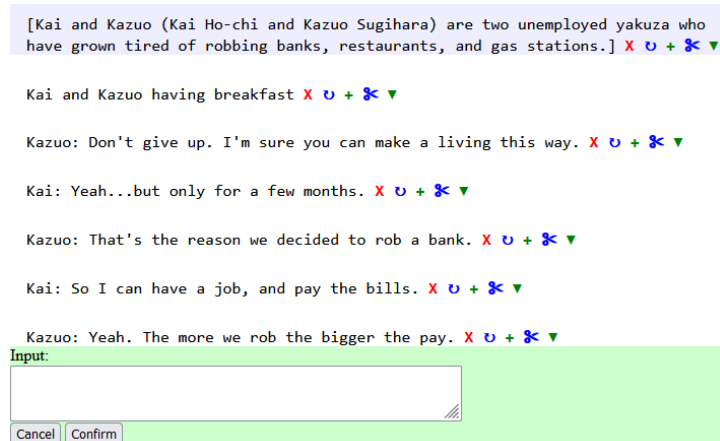 [Kai and Kazuo (Kai Ho-chi and Kazuo Sugihara) are two unemployed yakuza who
have grown tired of robbing banks, restaurants, and gas stations.] X ↻ + ✂ ▼
Kai and Kazuo having breakfast X ↻ + ✂ ▼
Kazuo: Don't give up. I'm sure you can make a living this way. X ↻ + ✂ ▼
Kai: Yeah...but only for a few months. X ↻ + ✂ ▼
Kazuo: That's the reason we decided to rob a bank. X ↻ + ✂ ▼
Kai: So I can have a job, and pay the bills. X ↻ + ✂ ▼
Kazuo: Yeah. The more we rob the bigger the pay. X ↻ + ✂ ▼
Input:
Cancel Confirm